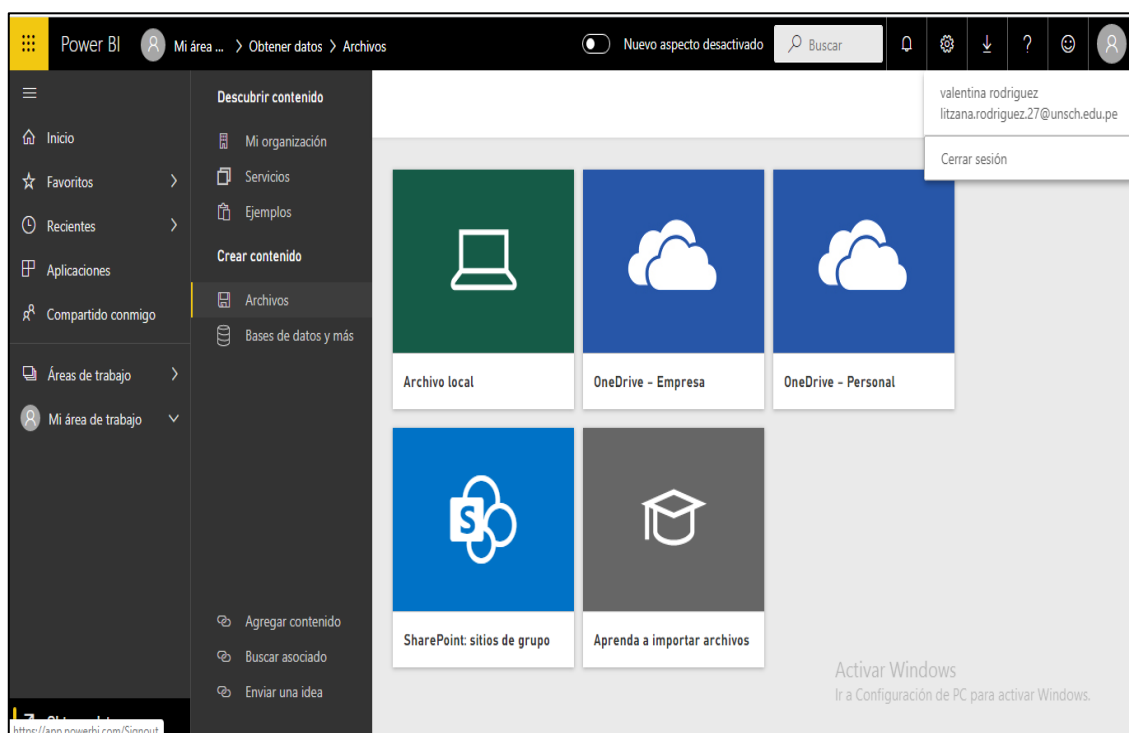 Power BI
Mi área ... > Obtener datos > Archivos
Nuevo aspecto desactivado
Buscar
valentina rodriguez
litzana.rodriguez.27@unsch.edu.pe
Cerrar sesión
Inicio
Favoritos
Recientes
Aplicaciones
Compartido conmigo
Áreas de trabajo
Mi área de trabajo
Descubrir contenido
Mi organización
Servicios
Ejemplos
Crear contenido
Archivos
Bases de datos y más
Agregar contenido
Buscar asociado
Enviar una idea
Archivo local
OneDrive – Empresa
OneDrive – Personal
S
SharePoint: sitios de grupo
Aprenda a importar archivos
Activar Windows
Ir a Configuración de PC para activar Windows.
https://app.powerbi.com/Signout